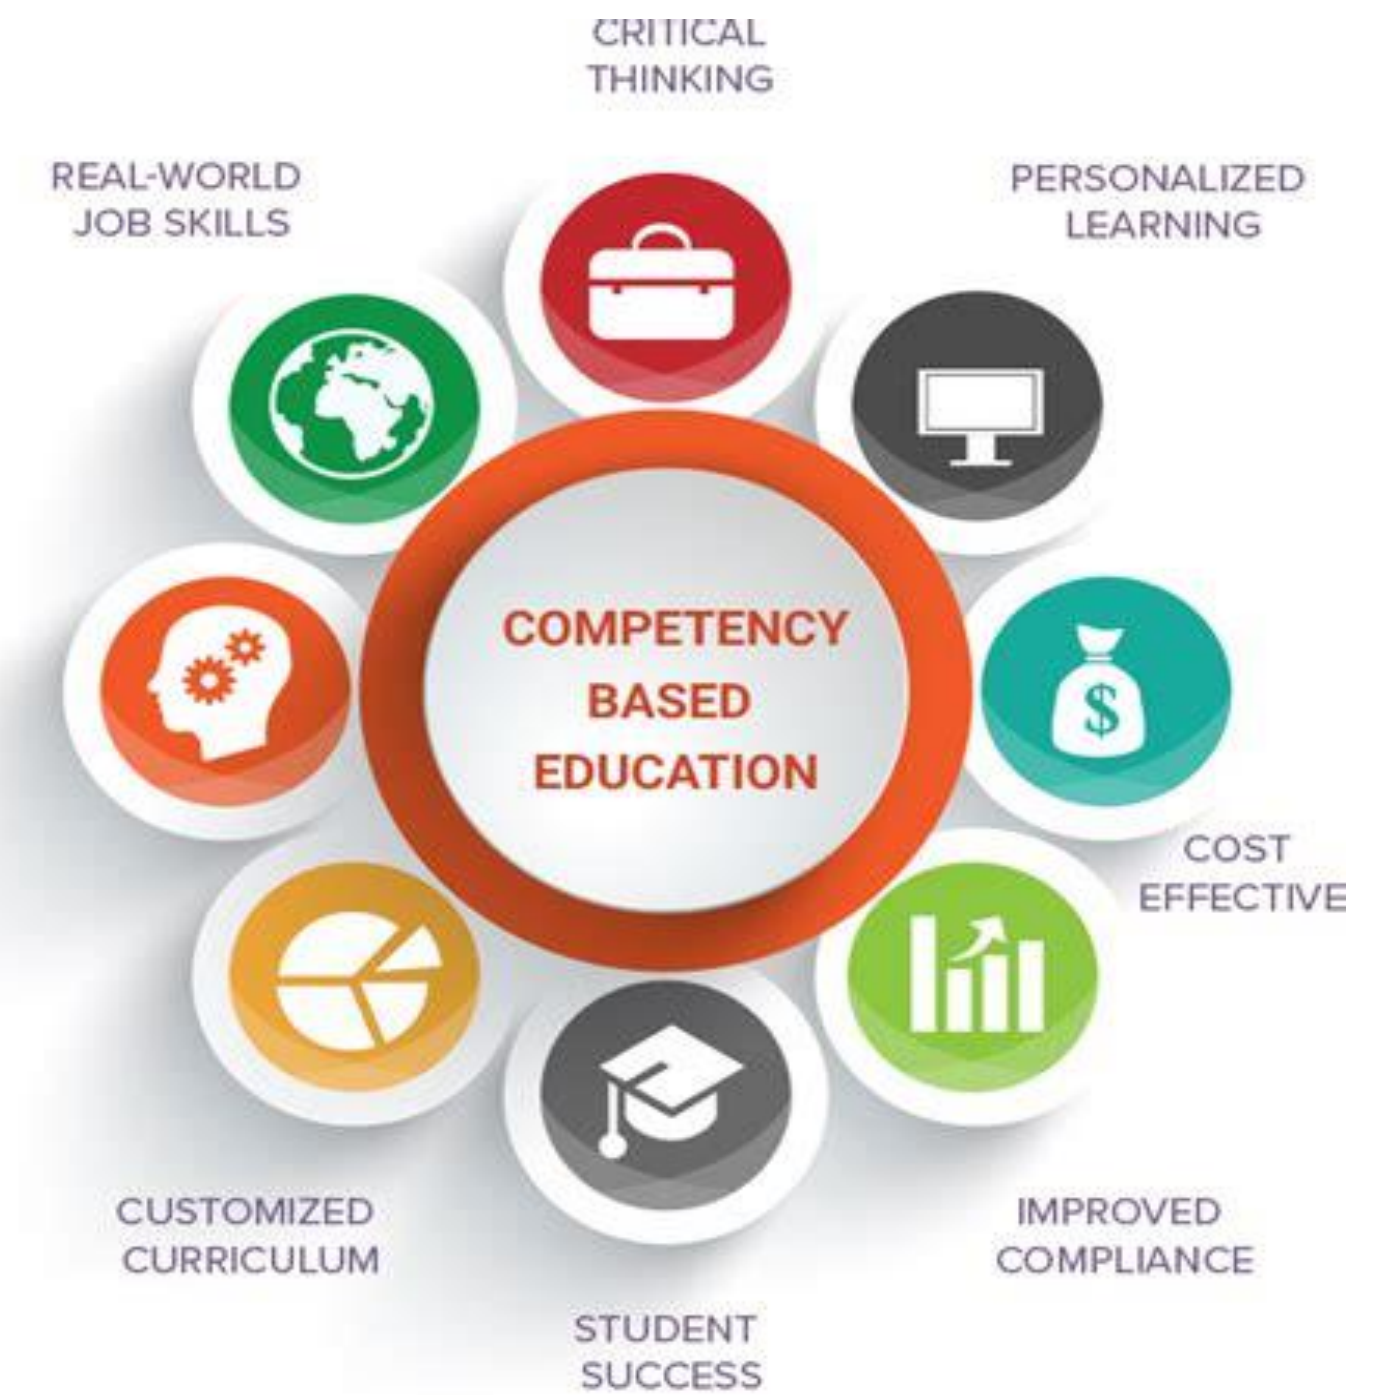 CRITICAL
THINKING
REAL-WORLD
JOB SKILLS
PERSONALIZED
LEARNING
COMPETENCY
BASED
EDUCATION
$
COST
EFFECTIVE
CUSTOMIZED
CURRICULUM
IMPROVED
COMPLIANCE
STUDENT
SUCCESS